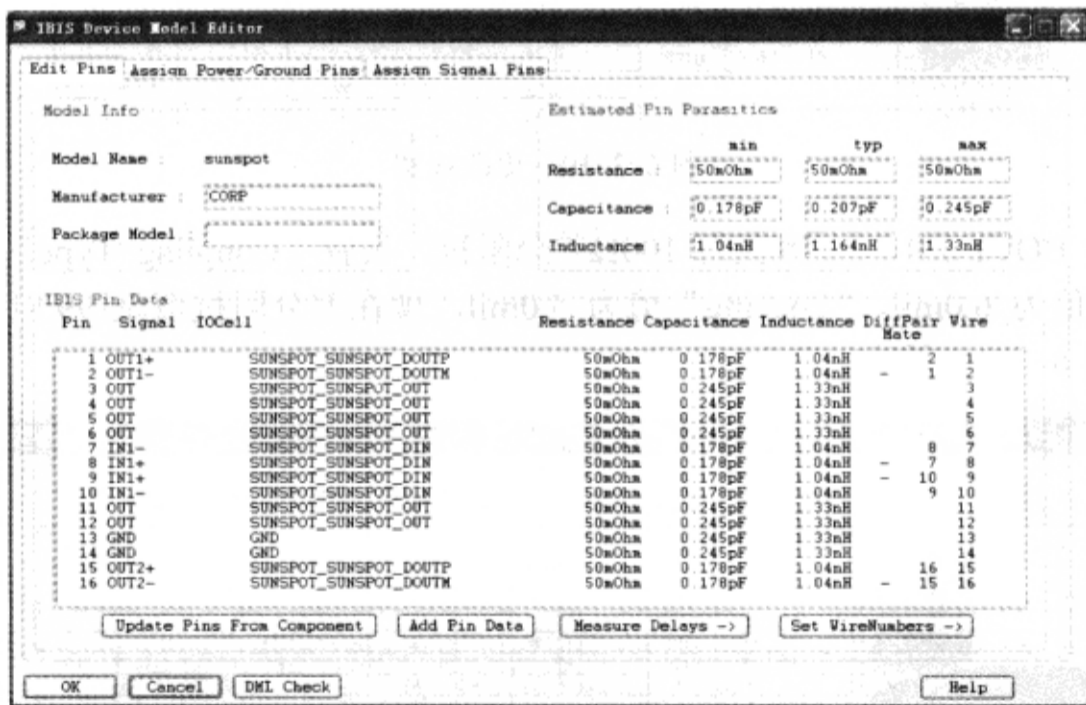 IBIS Device Model Editor
Edit Pins Assign Power/Ground Pins Assign Signal Pins
Model Info
Model Name : sunspot
Manufacturer : CORP
Package Model :
Estimated Pin Parasitics
min typ max
Resistance 50mOhm 50mOhm 50mOhm
Capacitance : 0.178pF 0.207pF 0.245pF
Inductance 1.04nH 1.164nH 1.33nH
IBIS Pin Data
Pin Signal IOCell Resistance Capacitance Inductance DiffPair Wire
Mate
1 OUT1+ SUNSPOT_SUNSPOT_DOUTP 50mOhm 0.178pF 1.04nH 2 1
2 OUT1- SUNSPOT_SUNSPOT_DOUTM 50mOhm 0.178pF 1.04nH - 1 2
3 OUT SUNSPOT_SUNSPOT_OUT 50mOhm 0.245pF 1.33nH 3
4 OUT SUNSPOT_SUNSPOT_OUT 50mOhm 0.245pF 1.33nH 4
5 OUT SUNSPOT_SUNSPOT_OUT 50mOhm 0.245pF 1.33nH 5
6 OUT SUNSPOT_SUNSPOT_OUT 50mOhm 0.245pF 1.33nH 6
7 IN1- SUNSPOT_SUNSPOT_DIN 50mOhm 0.178pF 1.04nH 8 7
8 IN1+ SUNSPOT_SUNSPOT_DIN 50mOhm 0.178pF 1.04nH - 7 8
9 IN1+ SUNSPOT_SUNSPOT_DIN 50mOhm 0.178pF 1.04nH - 10 9
10 IN1- SUNSPOT_SUNSPOT_DIN 50mOhm 0.178pF 1.04nH 9 10
11 OUT SUNSPOT_SUNSPOT_OUT 50mOhm 0.245pF 1.33nH 11
12 OUT SUNSPOT_SUNSPOT_OUT 50mOhm 0.245pF 1.33nH 12
13 GND GND 50mOhm 0.245pF 1.33nH 13
14 GND GND 50mOhm 0.245pF 1.33nH 14
15 OUT2+ SUNSPOT_SUNSPOT_DOUTP 50mOhm 0.178pF 1.04nH 16 15
16 OUT2- SUNSPOT_SUNSPOT_DOUTM 50mOhm 0.178pF 1.04nH - 15 16
Update Pins From Component Add Pin Data Measure Delays -> Set WireNumbers ->
OK Cancel DML Check Help